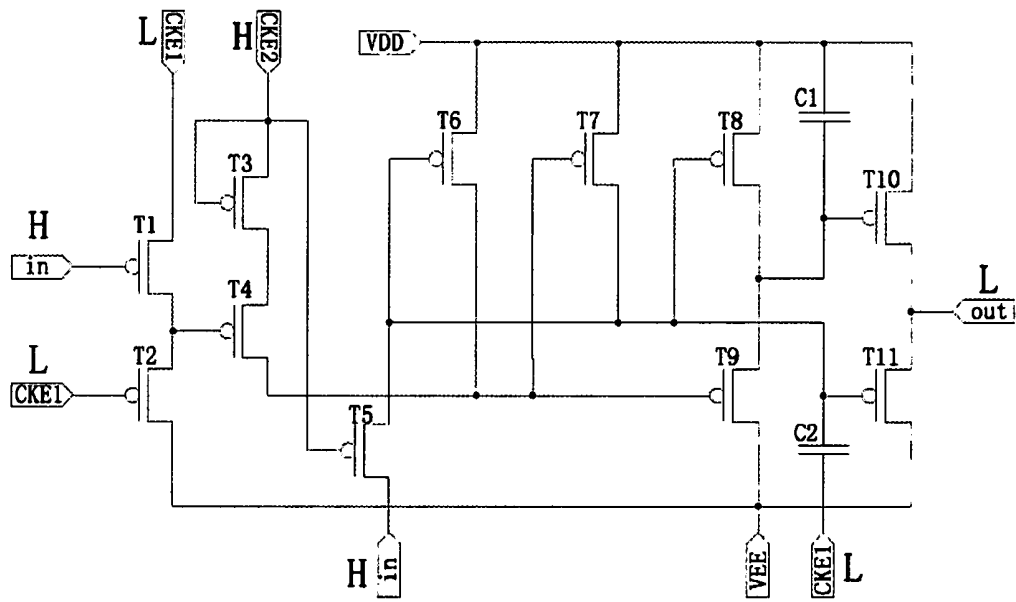 L CKE1
H CKE2
VDD
C1
T6
T7
T8
T3
T10
T1
H
in
L
out
T4
T2
T9
T11
L
CKE1
T5
C2
H in
VEE
CKE1 L